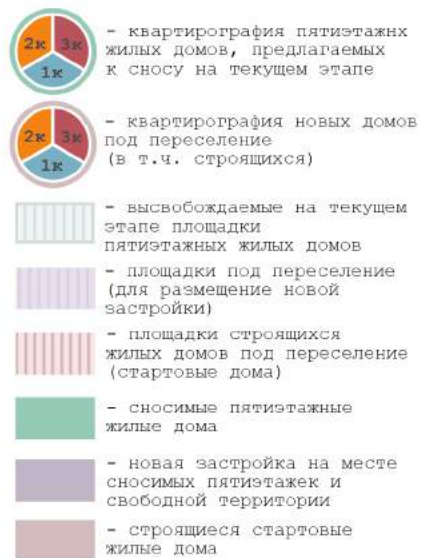 2к 3к
1к
- квартирография пятиэтажнх
жилых домов, предлагаемых
к сносу на текущем этапе
2к 3к
1к
- квартирография новых домов
под переселение
(в т.ч. строящихся)
- высвобождаемые на текущем
этапе площадки
пятиэтажных жилых домов
- площадки под переселение
(для размещение новой
застройки)
- площадки строящихся
жилых домов под переселение
(стартовые дома)
- сносимые пятиэтажные
жилые дома
- новая застройка на месте
сносимых пятиэтажек и
свободной территории
- строящиеся стартовые
жилые дома